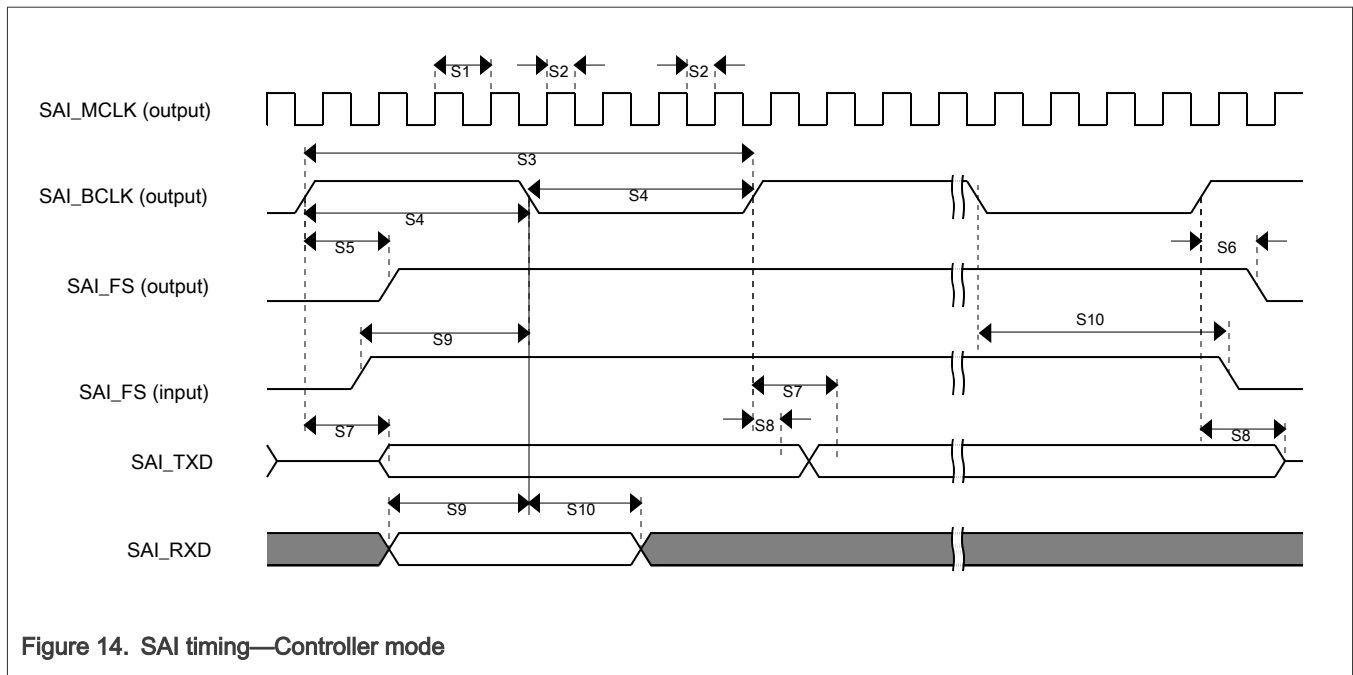 S1 S2 S2
SAI_MCLK (output)
S3
SAI_BCLK (output)
S4
S4
S5 S6
SAI_FS (output)
S9 S10
SAI_FS (input)
S7
S7 S8 S8
SAI_TXD
S9 S10
SAI_RXD
Figure 14. SAI timing—Controller mode